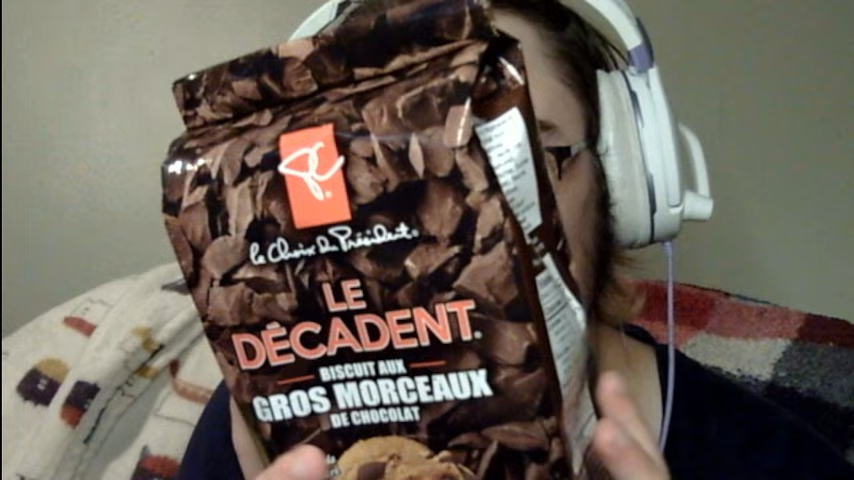 PC
le Choix du Président
LE
DÉCADENT
BISCUIT AUX
GROS MORCEAUX
DE CHOCOLAT